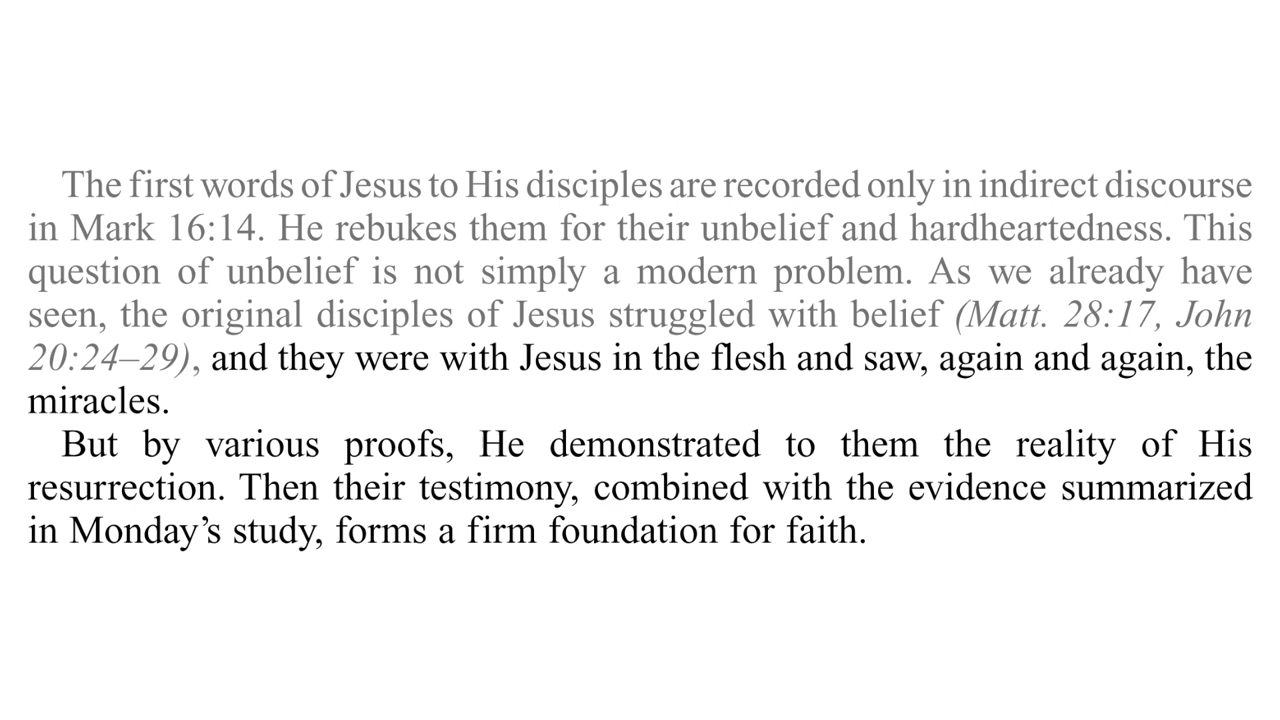 The first words of Jesus to His disciples are recorded only in indirect discourse
in Mark 16:14. He rebukes them for their unbelief and hardheartedness. This
question of unbelief is not simply a modern problem. As we already have
seen, the original disciples of Jesus struggled with belief (Matt. 28:17, John
20:24–29), and they were with Jesus in the flesh and saw, again and again, the
miracles.
But by various proofs, He demonstrated to them the reality of His
resurrection. Then their testimony, combined with the evidence summarized
in Monday’s study, forms a firm foundation for faith.